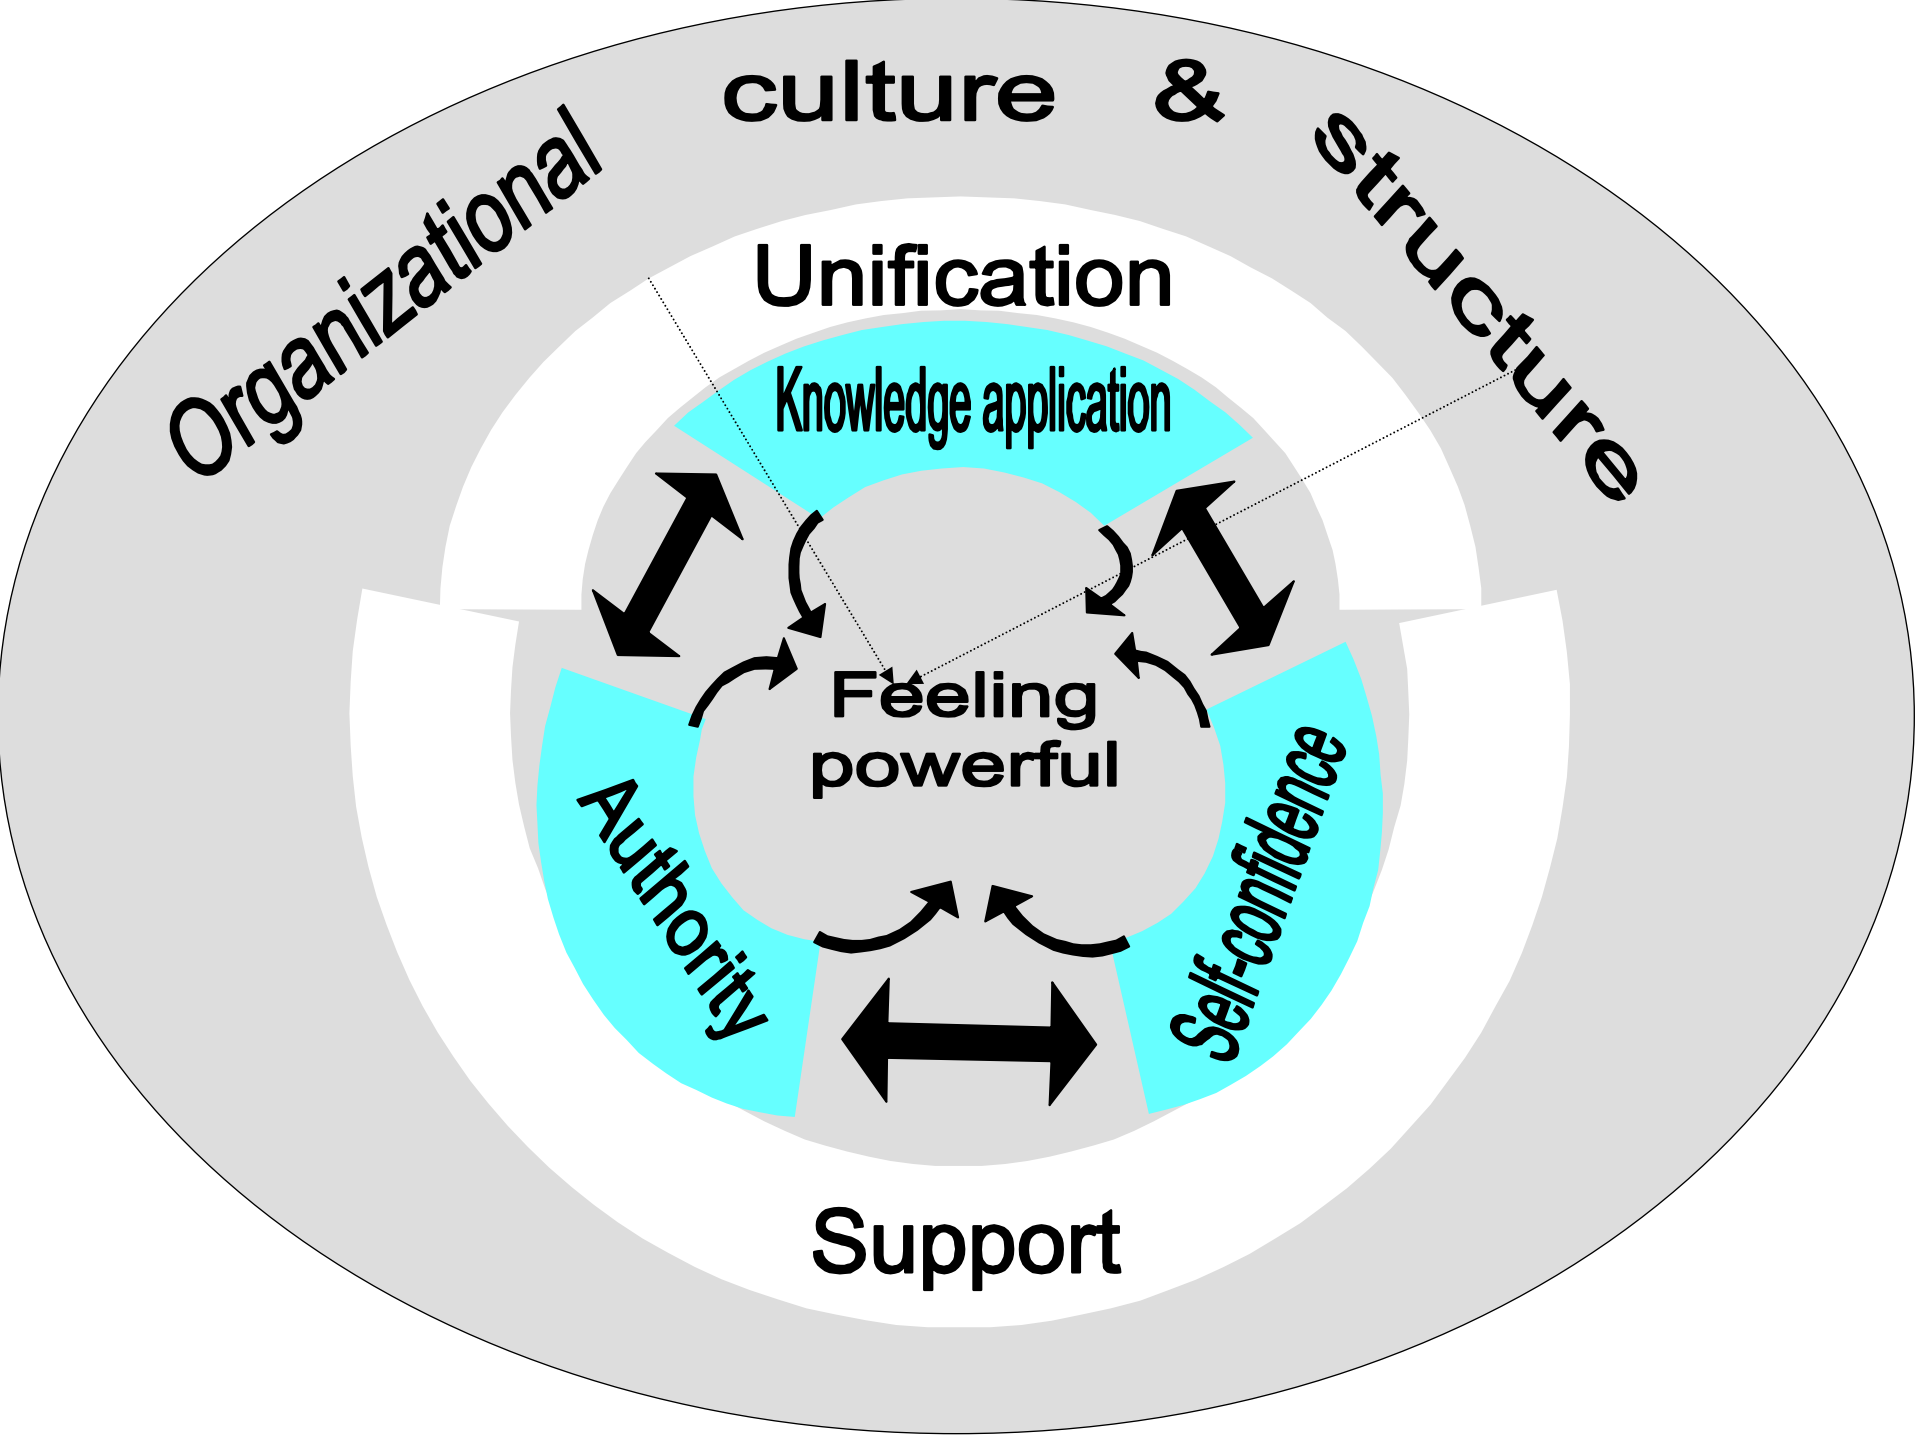 Organizational culture & structure
Unification
Knowledge application
Feeling
powerful
Authority
Self-confidence
Support